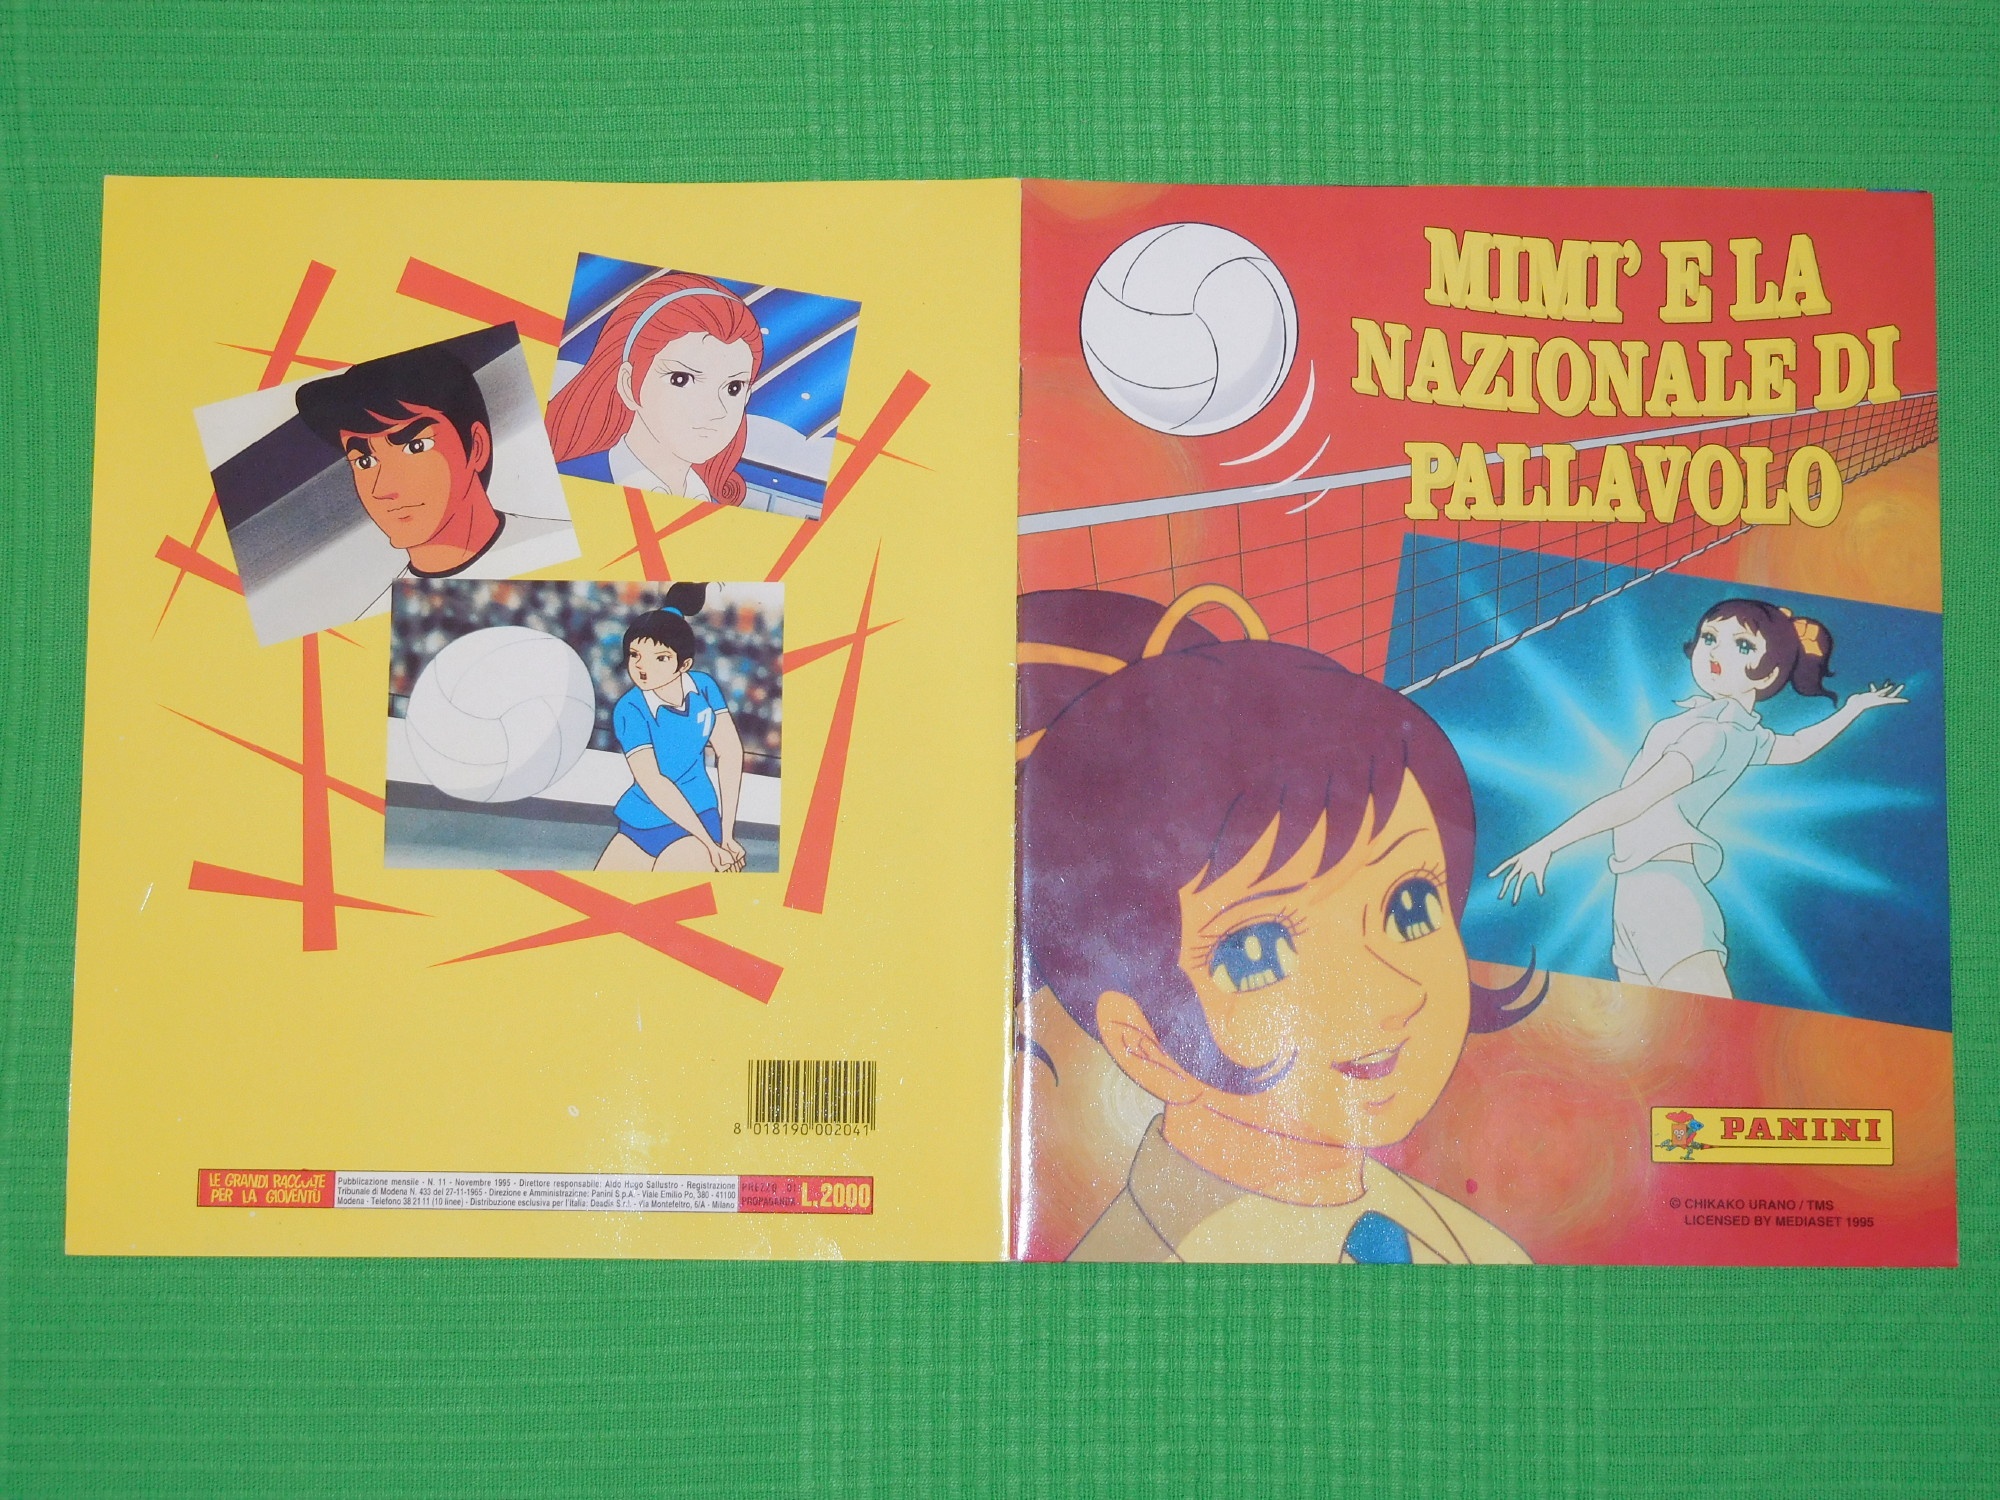 MIMI' E LA
NAZIONALE DI
PALLAVOLO
PANINI
© CHIKAKO URANO / TMS
LICENSED BY MEDIASET 1995
7
8 018190 002041
LE GRANDI RACCOLTE
PER LA GIOVENTÙ
Pubblicazione mensile - N. 11 - Novembre 1995 - Direttore responsabile: Aldo Hugo Sallustro - Registrazione
Tribunale di Modena N. 433 del 27-11-1965 - Direzione e Amministrazione: Panini S.p.A. - Viale Emilio Po, 380 - 41100
Modena - Telefono 38 21 11 (10 linee) - Distribuzione esclusiva per l'Italia: Deadis S.r.l. - Via Montefeltro, 6/A - Milano
PREZZO DI
PROPAGANDA
L.2000